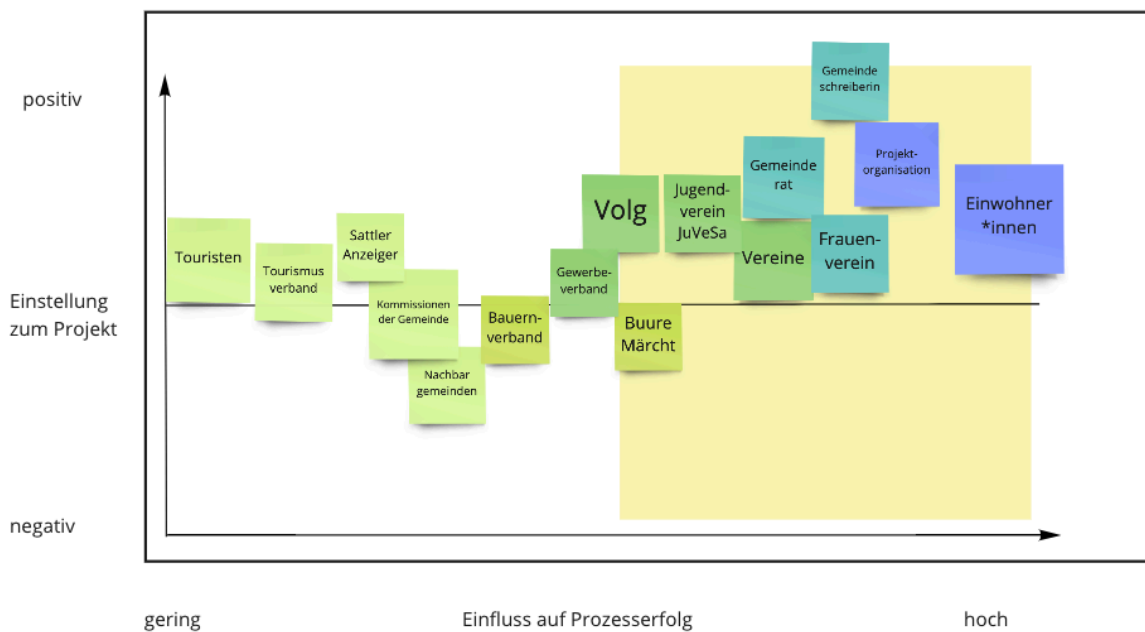 positiv
Einstellung
zum Projekt
negativ
Touristen
Tourismus
verband
Sattler
Anzeiger
Kommissionen
der Gemeinde
Nachbar
gemeinden
Bauern-
verband
Gewerbe-
verband
Volg
Buure
Märcht
Jugend-
verein
JuVeSa
Gemeinde
rat
Vereine
Gemeinde
schreiberin
Frauen-
verein
Projekt-
organisation
Einwohner
*innen
gering
Einfluss auf Prozesserfolg
hoch